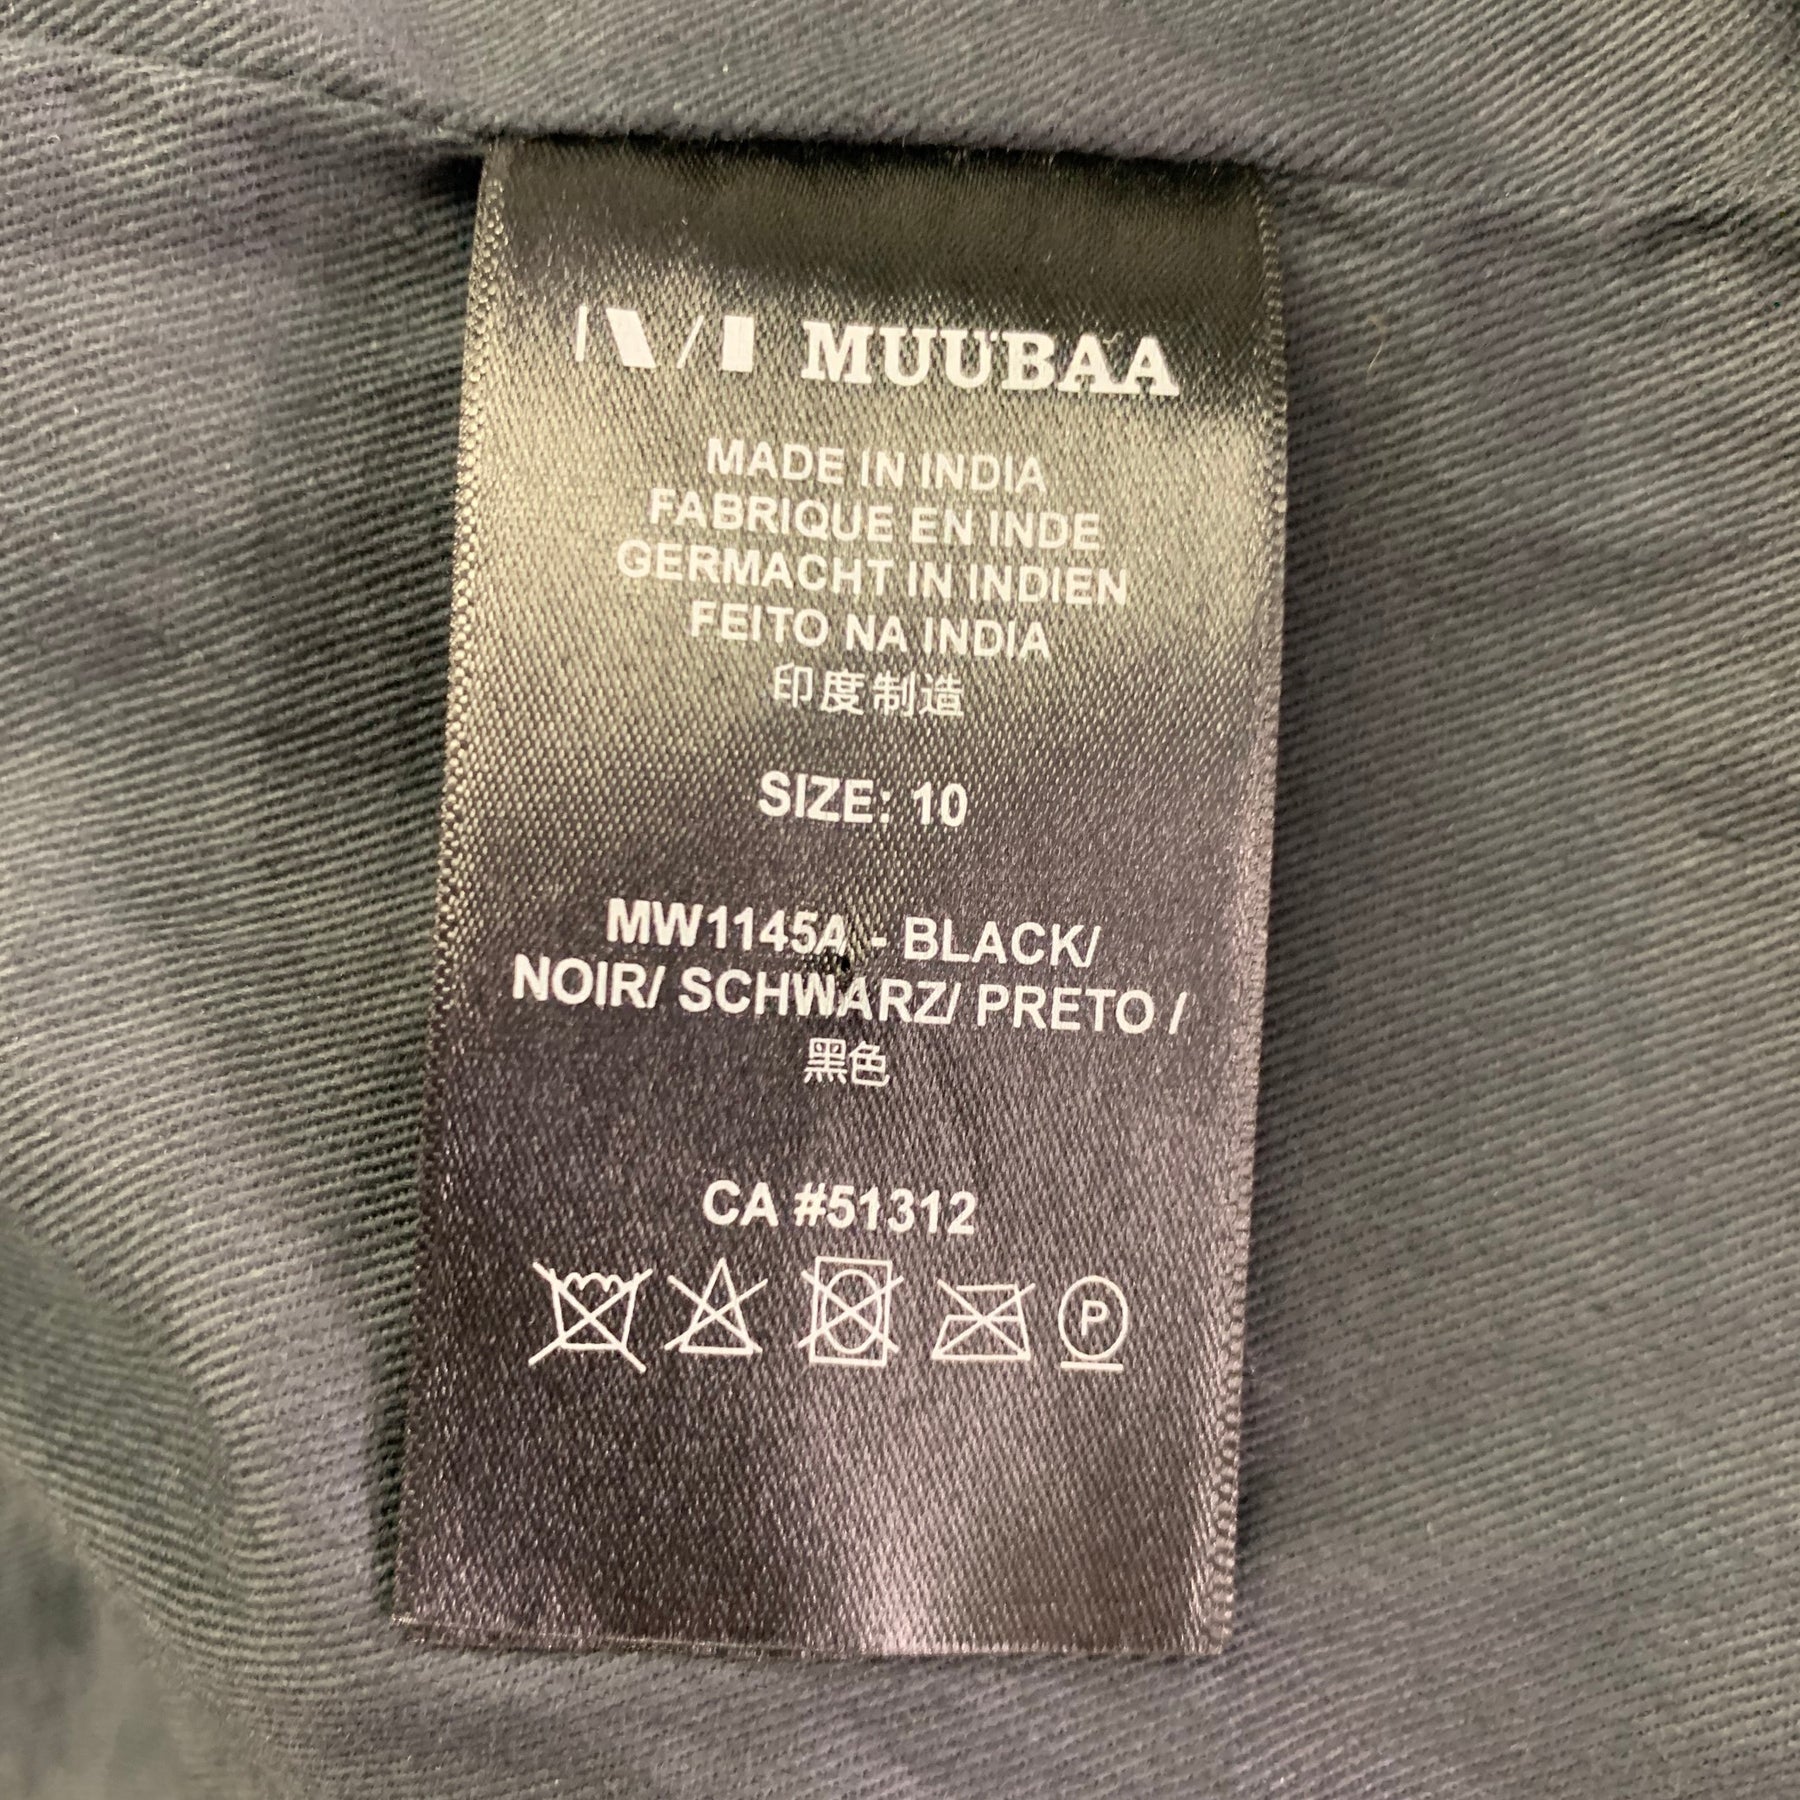 MUUBAA
MADE IN INDIA
FABRIQUE EN INDE
GERMACHT IN INDIEN
FEITO NA INDIA
印度制造
SIZE: 10
MW1145A - BLACK/
NOIR/ SCHWARZ/ PRETO /
黑色
CA #51312
P